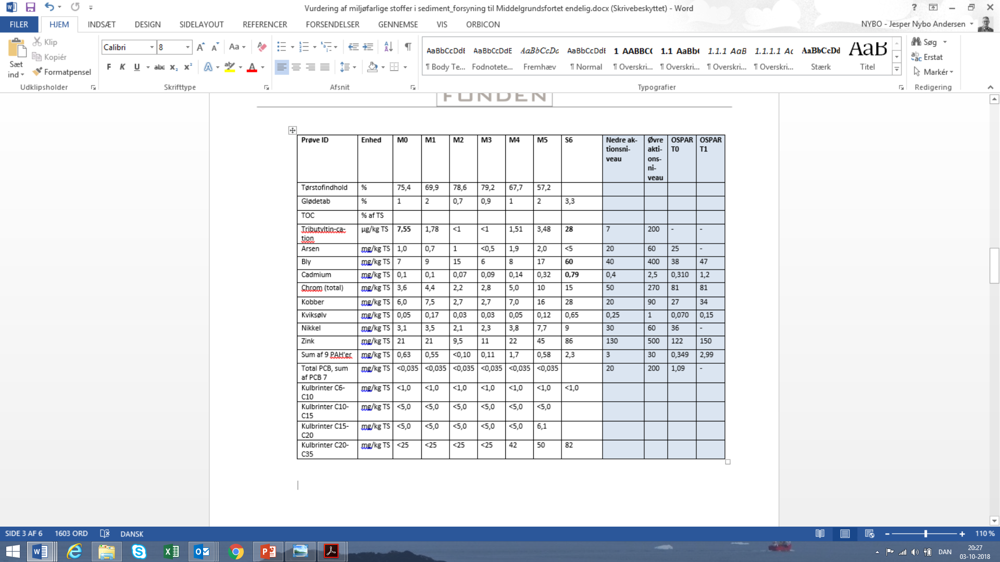 Vurdering af miljøfarlige stoffer i sediment_forsyning til Middelgrundsfortet endelig.docx (Skrivebeskyttet) - Word
FILER HJEM INDSÆT DESIGN SIDELAYOUT REFERENCER FORSENDELSER GENNEMSE VIS ORBICON NYBO - Jesper Nybo Andersen
Sæt ind
Klip
Kopiér
Formatpensel
Udklipsholder
Calibri 8
Aa
F K U abc x₂ x²
A A
Skrifttype
Afsnit
AaBbCcDdE AaBbCcDdE AaBbCcDc AaBbCcDdE 1 AABBC( 1.1 AaBb( 1.1.1 AaB 1.1.1.1 Ac AaBbCcDd AaB
¶ Body Te... Fodnotete... Fremhæv ¶ Normal ¶ Overskri... ¶ Overskri... ¶ Overskri... ¶ Overskri... Stærk Titel
Typografier
Søg
Erstat
Markér
Redigering
FONDEN
Prøve ID Enhed M0 M1 M2 M3 M4 M5 S6 Nedre ak-tionsni-veau Øvre akti-ons-ni-veau OSPAR T0 OSPAR T1
Tørstofindhold % 75,4 69,9 78,6 79,2 67,7 57,2
Glødetab % 1 2 0,7 0,9 1 2 3,3
TOC % af TS
Tributyltin-ca-tion µg/kg TS 7,55 1,78 <1 <1 1,51 3,48 28 7 200 - -
Arsen mg/kg TS 1,0 0,7 1 <0,5 1,9 2,0 <5 20 60 25 -
Bly mg/kg TS 7 9 15 6 8 17 60 40 400 38 47
Cadmium mg/kg TS 0,1 0,1 0,07 0,09 0,14 0,32 0,79 0,4 2,5 0,310 1,2
Chrom (total) mg/kg TS 3,6 4,4 2,2 2,8 5,0 10 15 50 270 81 81
Kobber mg/kg TS 6,0 7,5 2,7 2,7 7,0 16 28 20 90 27 34
Kviksølv mg/kg TS 0,05 0,17 0,03 0,03 0,05 0,12 0,65 0,25 1 0,070 0,15
Nikkel mg/kg TS 3,1 3,5 2,1 2,3 3,8 7,7 9 30 60 36 -
Zink mg/kg TS 21 21 9,5 11 22 45 86 130 500 122 150
Sum af 9 PAH'er mg/kg TS 0,63 0,55 <0,10 0,11 1,7 0,58 2,3 3 30 0,349 2,99
Total PCB, sum af PCB 7 mg/kg TS <0,035 <0,035 <0,035 <0,035 <0,035 <0,035 20 200 1,09 -
Kulbrinter C6-C10 mg/kg TS <1,0 <1,0 <1,0 <1,0 <1,0 <1,0 <1,0
Kulbrinter C10-C15 mg/kg TS <5,0 <5,0 <5,0 <5,0 <5,0 <5,0
Kulbrinter C15-C20 mg/kg TS <5,0 <5,0 <5,0 <5,0 <5,0 6,1
Kulbrinter C20-C35 mg/kg TS <25 <25 <25 <25 42 50 82
SIDE 3 AF 6 1603 ORD DANSK 110 %
DAN 20:27
03-10-2018